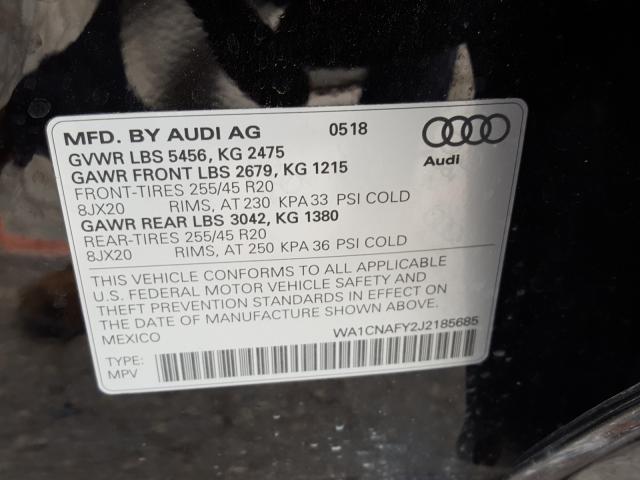 MFD. BY AUDI AG 0518
GVWR LBS 5456, KG 2475
GAWR FRONT LBS 2679, KG 1215
FRONT-TIRES 255/45 R20
8JX20 RIMS, AT 230 KPA 33 PSI COLD
GAWR REAR LBS 3042, KG 1380
REAR-TIRES 255/45 R20
8JX20 RIMS, AT 250 KPA 36 PSI COLD
Audi
THIS VEHICLE CONFORMS TO ALL APPLICABLE
U.S. FEDERAL MOTOR VEHICLE SAFETY AND
THEFT PREVENTION STANDARDS IN EFFECT ON
THE DATE OF MANUFACTURE SHOWN ABOVE.
MEXICO WA1CNAFY2J2185685
TYPE:
MPV